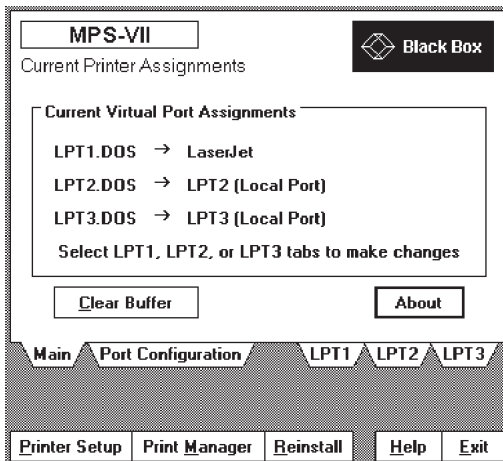 MPS-VII
Black Box
Current Printer Assignments
Current Virtual Port Assignments
LPT1.DOS → LaserJet
LPT2.DOS → LPT2 (Local Port)
LPT3.DOS → LPT3 (Local Port)
Select LPT1, LPT2, or LPT3 tabs to make changes
Clear Buffer About
Main Port Configuration LPT1 LPT2 LPT3
Printer Setup Print Manager Reinstall Help Exit